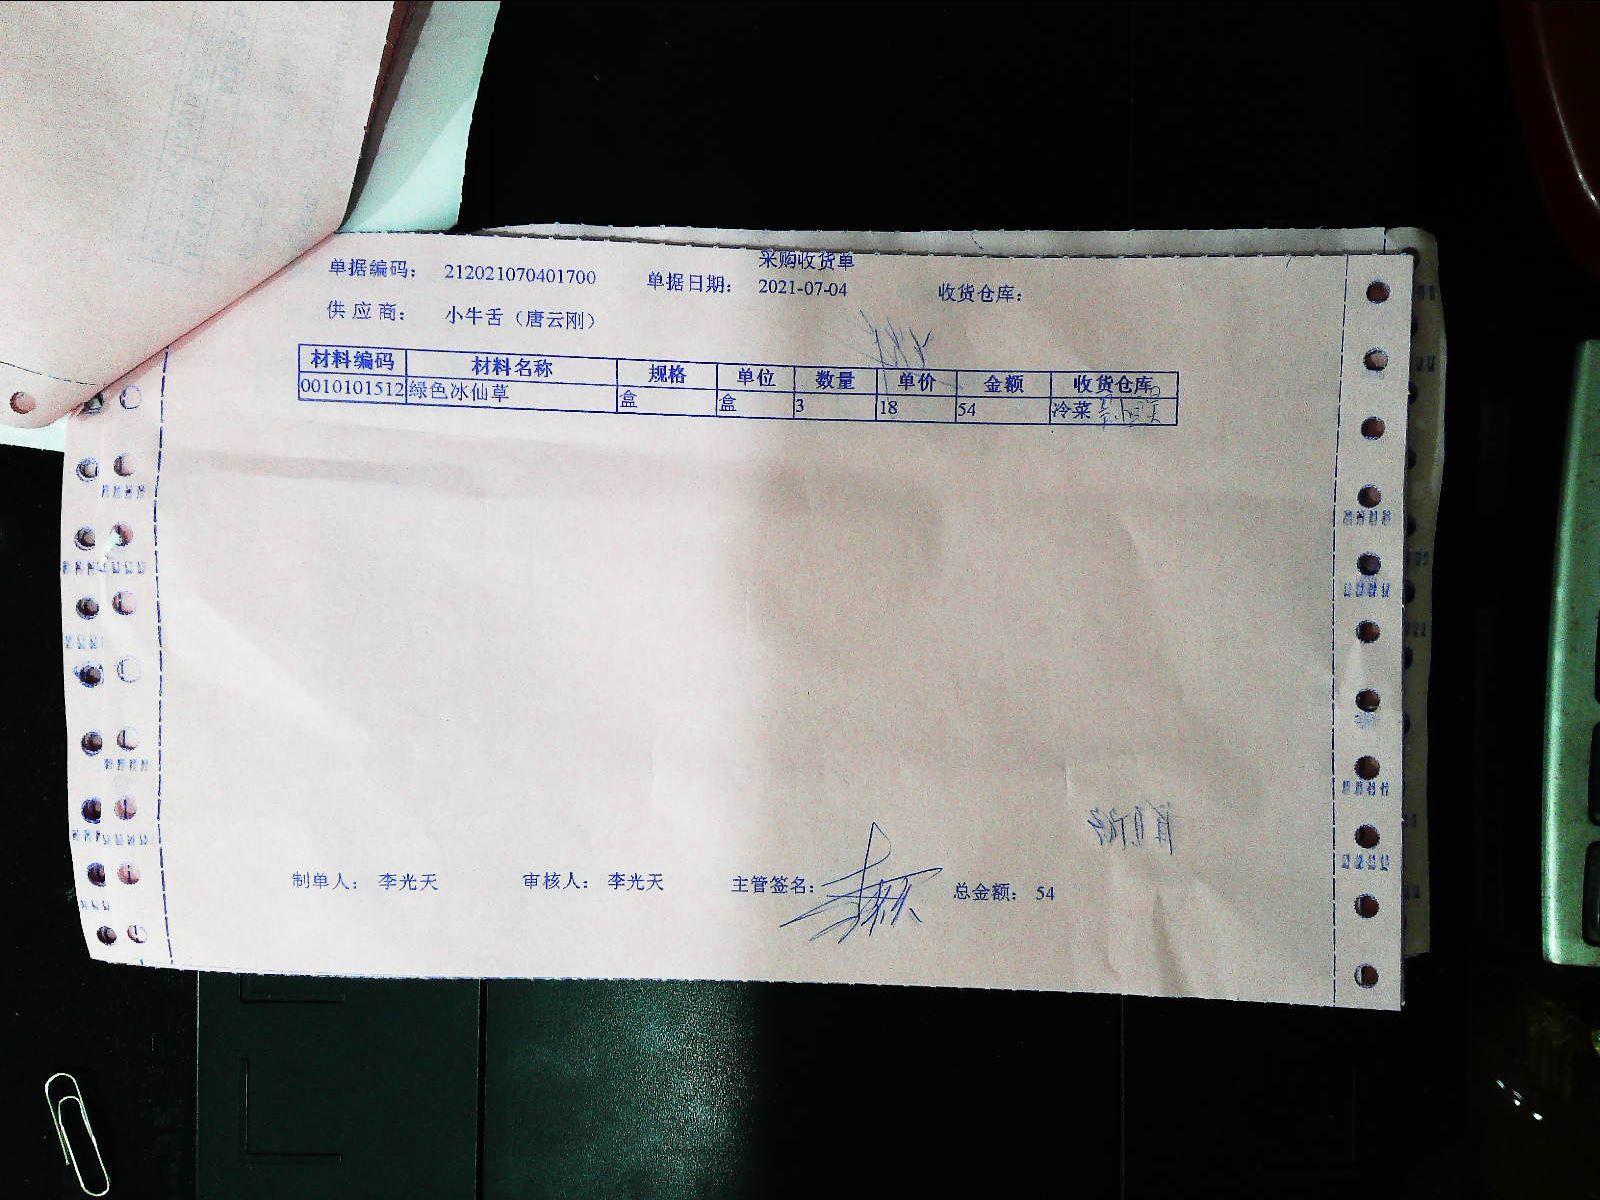 采购收货单
单据编码： 212021070401700 单据日期： 2021-07-04 收货仓库：
供 应 商： 小牛舌（唐云刚）
材料编码 材料名称 规格 单位 数量 单价 金额 收货仓库
0010101512 绿色冰仙草 盒 盒 3 18 54 冷菜
制单人： 李光天 审核人： 李光天 主管签名： 总金额： 54